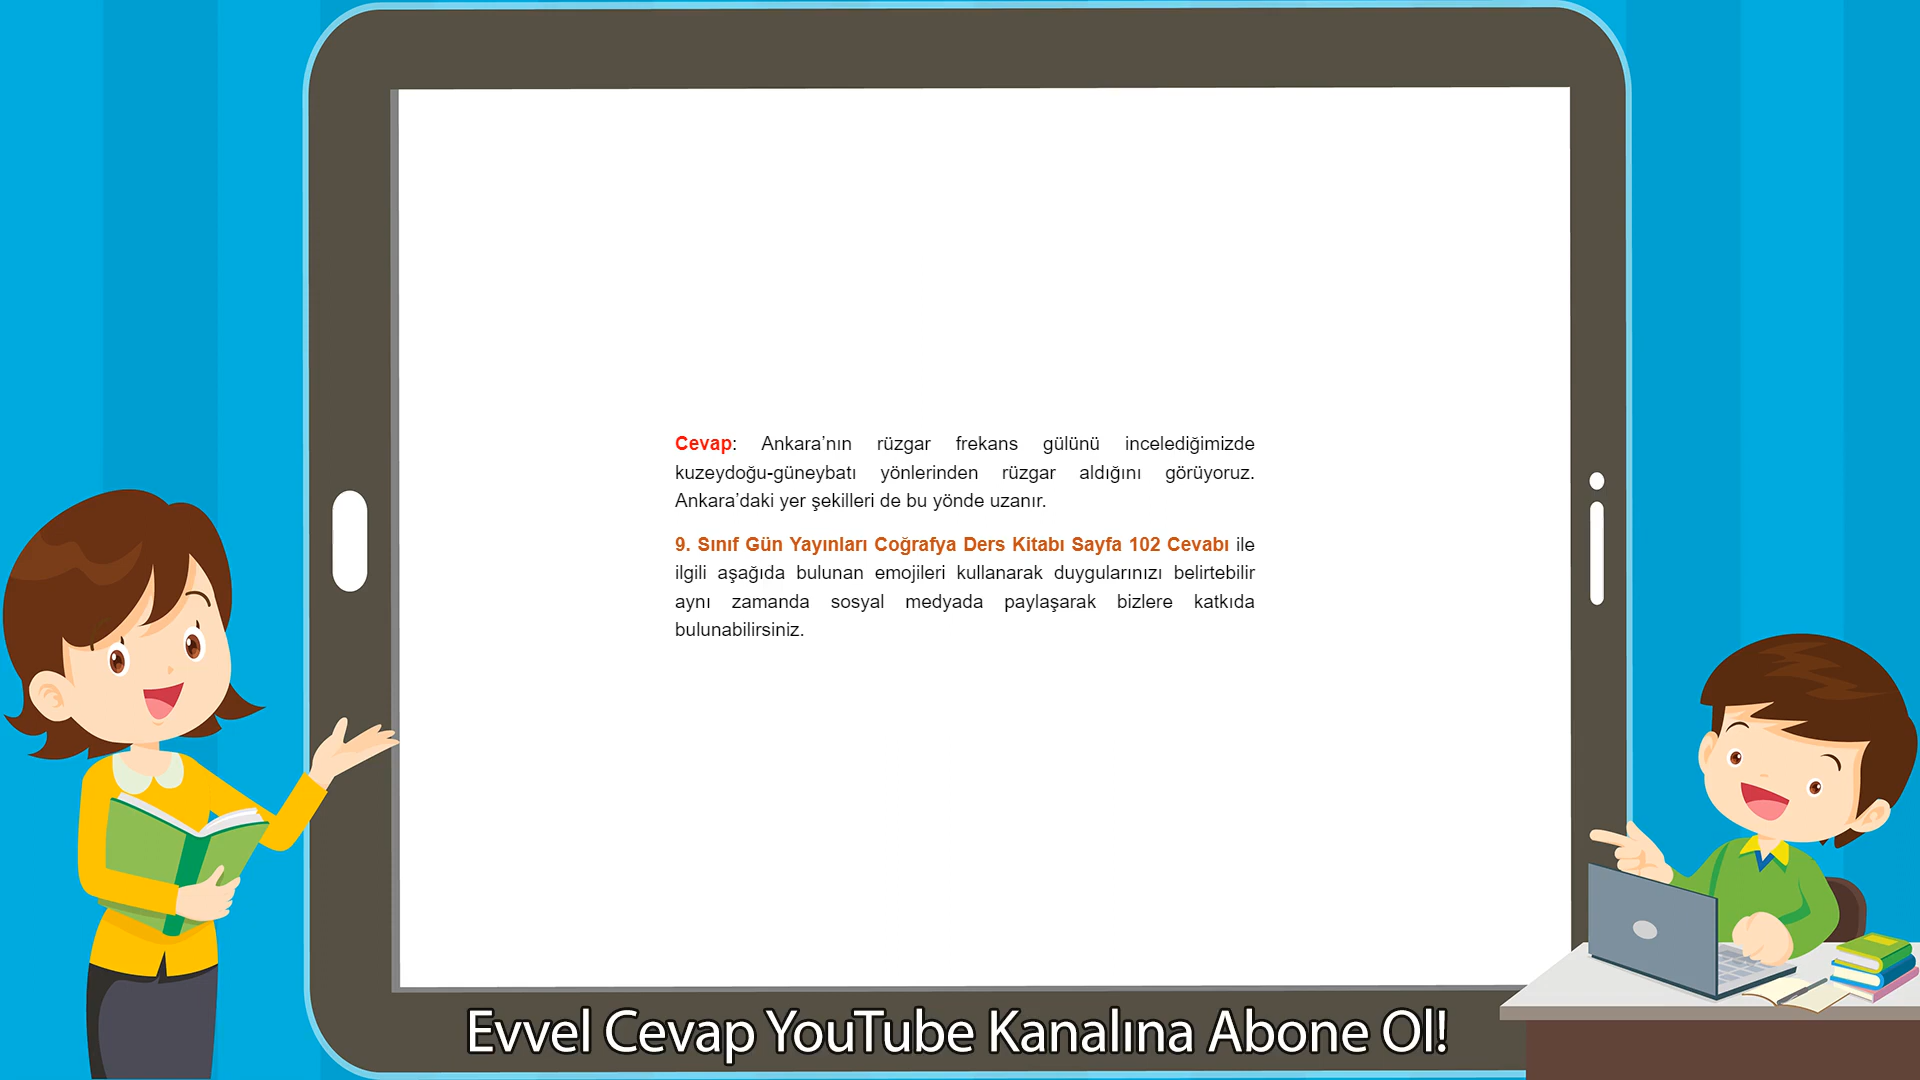 Cevap: Ankara’nın rüzgar frekans gülünü incelediğimizde
kuzeydoğu-güneybatı yönlerinden rüzgar aldığını görüyoruz.
Ankara’daki yer şekilleri de bu yönde uzanır.
9. Sınıf Gün Yayınları Coğrafya Ders Kitabı Sayfa 102 Cevabı ile
ilgili aşağıda bulunan emojileri kullanarak duygularınızı belirtebilir
aynı zamanda sosyal medyada paylaşarak bizlere katkıda
bulunabilirsiniz.
Evvel Cevap YouTube Kanalına Abone Ol!